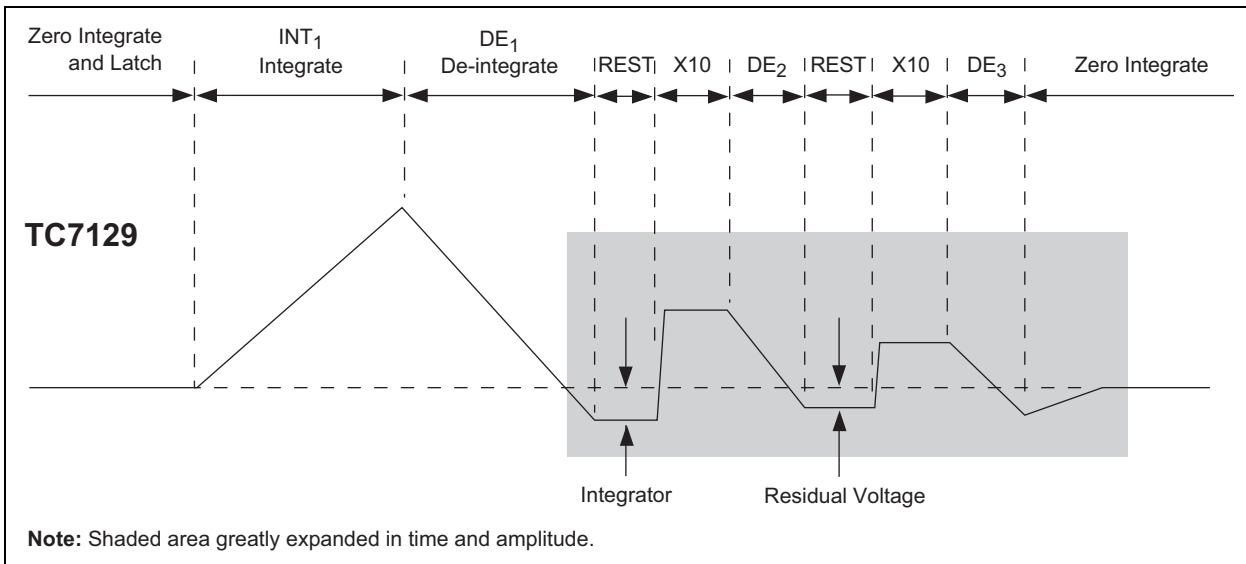 Zero Integrate
and Latch
INT1
Integrate
DE1
De-integrate
REST
X10
DE2
REST
X10
DE3
Zero Integrate
TC7129
Integrator
Residual Voltage
Note: Shaded area greatly expanded in time and amplitude.